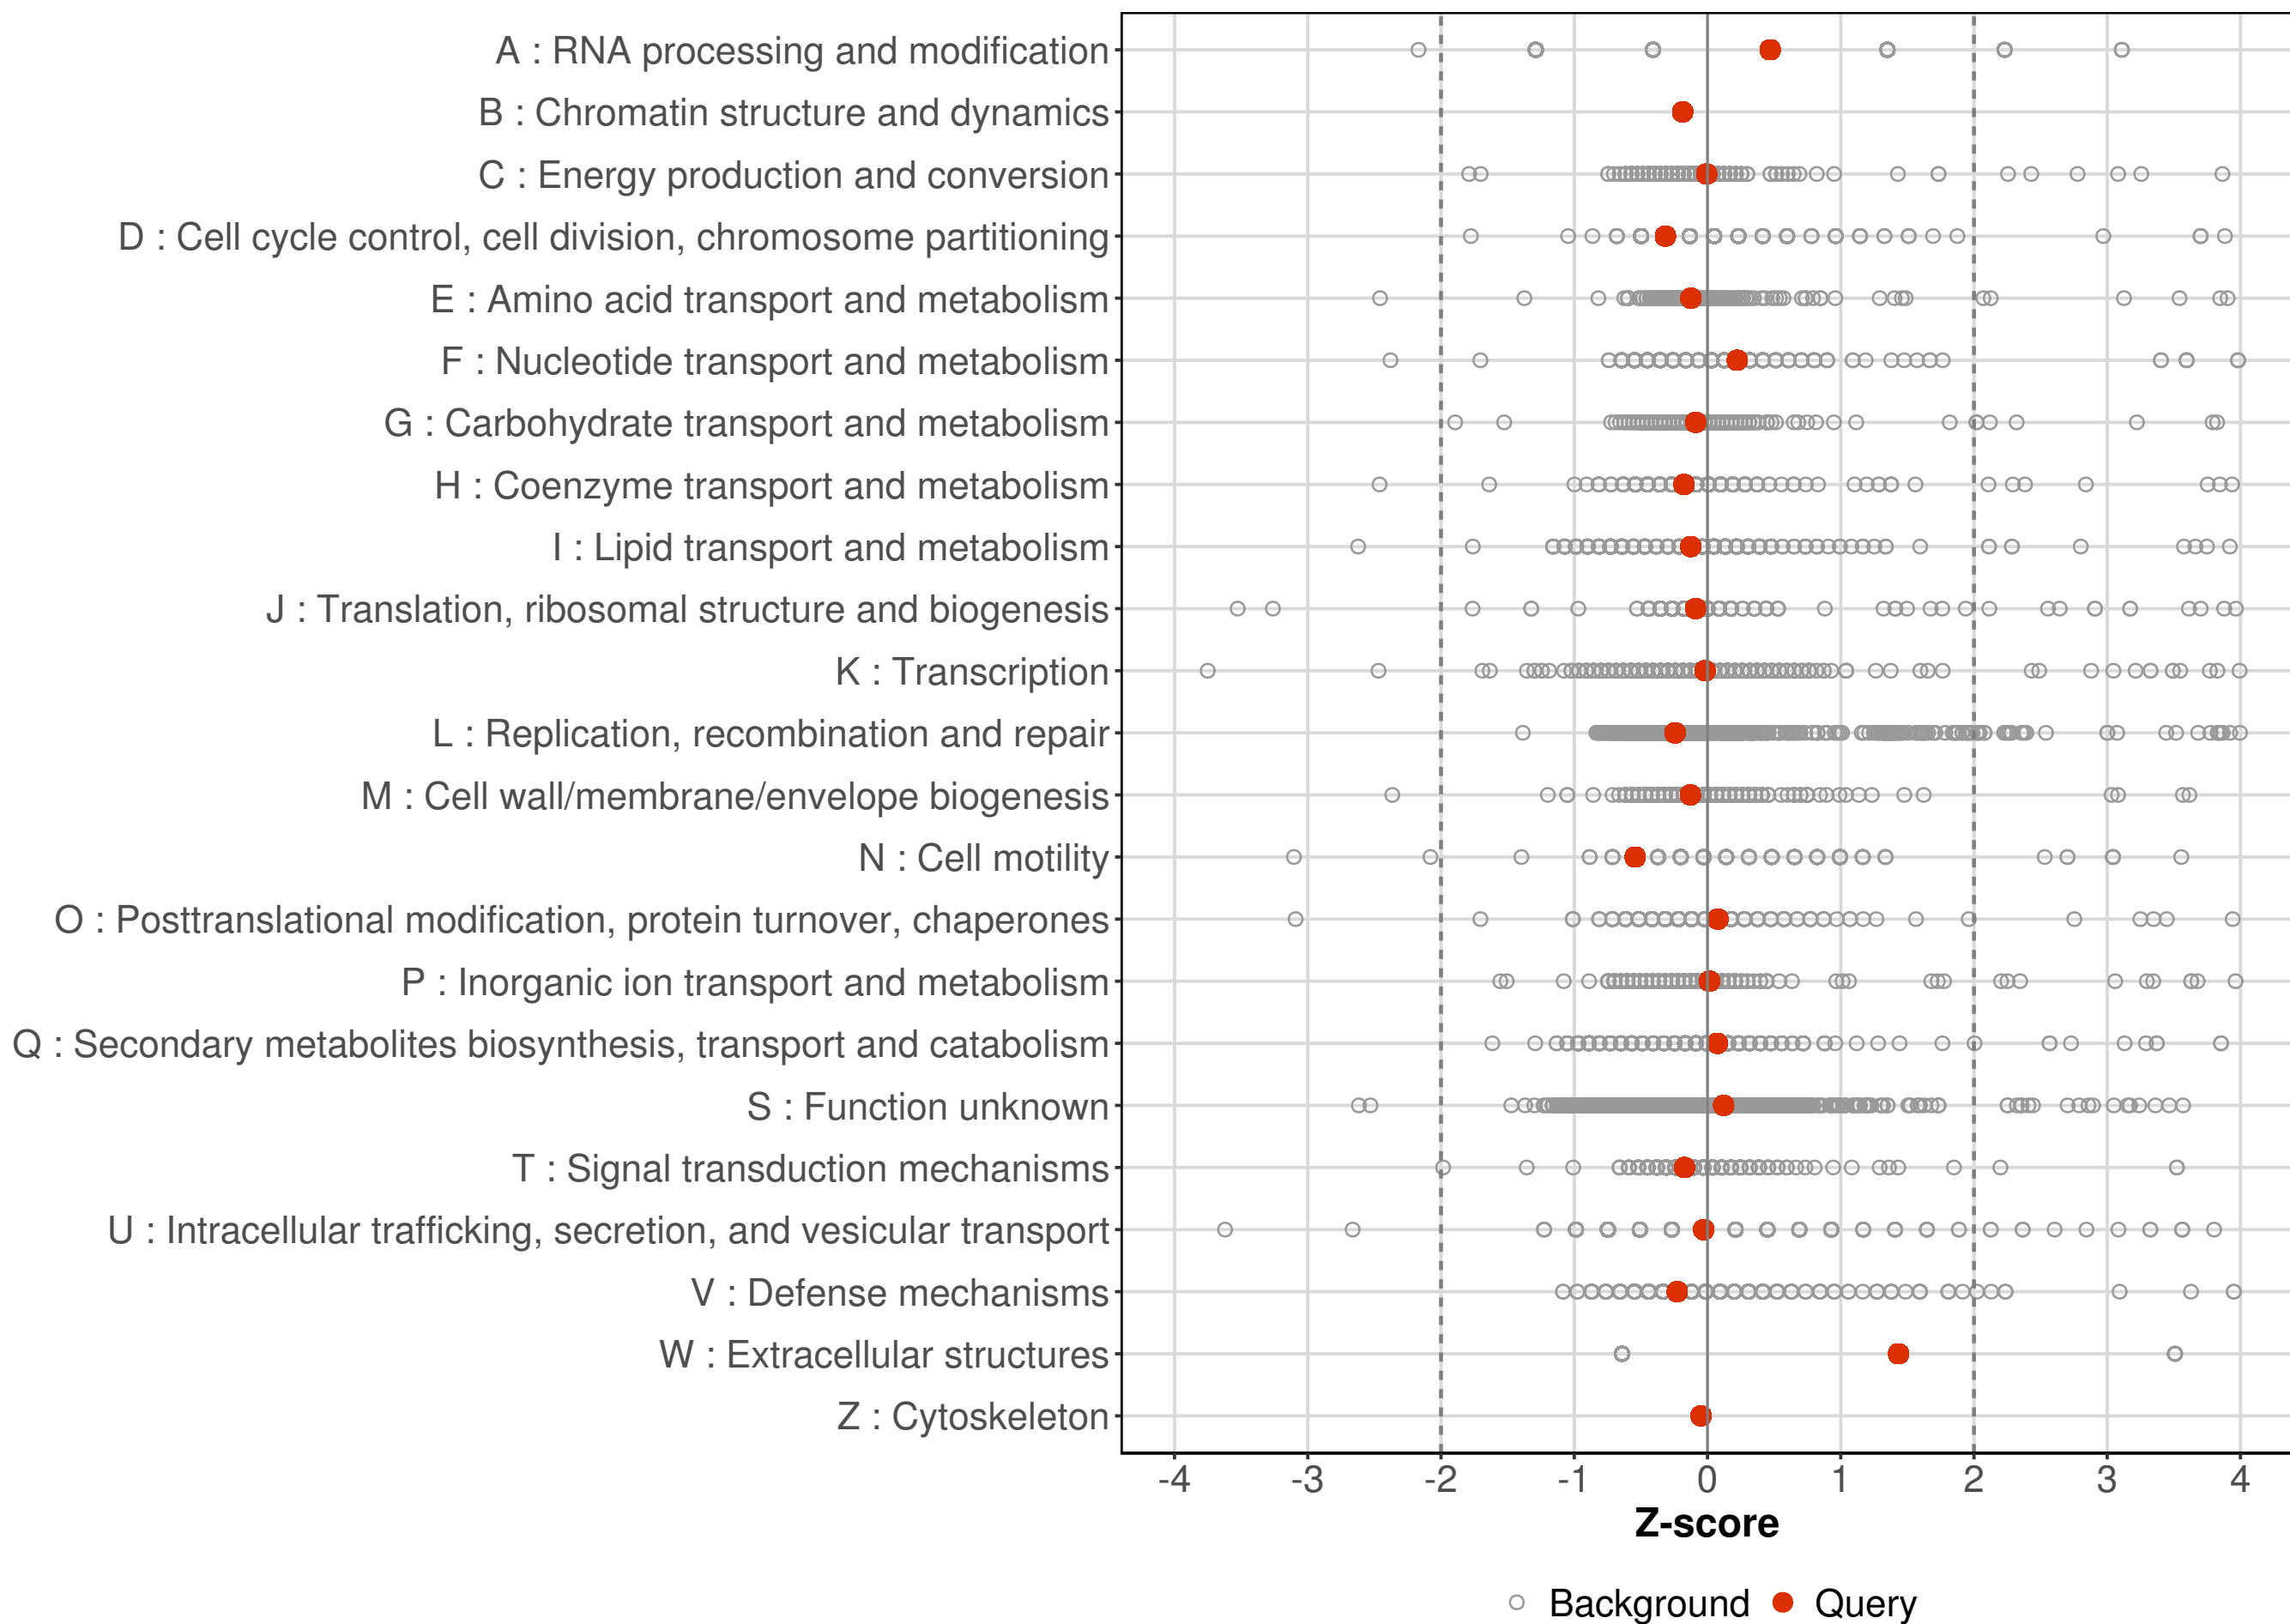 A : RNA processing and modification
B : Chromatin structure and dynamics
C : Energy production and conversion
D : Cell cycle control, cell division, chromosome partitioning
E : Amino acid transport and metabolism
F : Nucleotide transport and metabolism
G : Carbohydrate transport and metabolism
H : Coenzyme transport and metabolism
I : Lipid transport and metabolism
J : Translation, ribosomal structure and biogenesis
K : Transcription
L : Replication, recombination and repair
M : Cell wall/membrane/envelope biogenesis
N : Cell motility
O : Posttranslational modification, protein turnover, chaperones
P : Inorganic ion transport and metabolism
Q : Secondary metabolites biosynthesis, transport and catabolism
S : Function unknown
T : Signal transduction mechanisms
U : Intracellular trafficking, secretion, and vesicular transport
V : Defense mechanisms
W : Extracellular structures
Z : Cytoskeleton
-4 -3 -2 -1 0 1 2 3 4
Z-score
Background Query